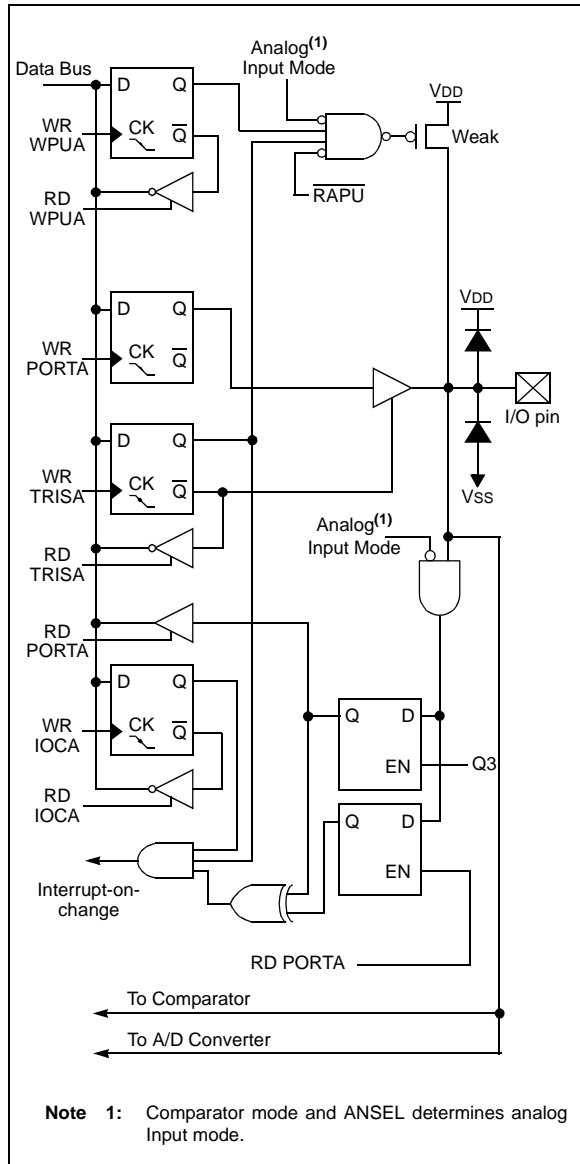 Analog(1)
Input Mode
Data Bus
D Q
VDD
WR
WPUA
CK
Q
Weak
RD
WPUA
RAPU
D Q
VDD
WR
PORTA
CK
Q
I/O pin
D Q
WR
TRISA
CK
Q
VSS
Analog(1)
Input Mode
RD
TRISA
RD
PORTA
D Q
Q D
WR
IOCA
CK
Q
EN
Q3
RD
IOCA
Q D
EN
Interrupt-on-
change
RD PORTA
To Comparator
To A/D Converter
Note 1: Comparator mode and ANSEL determines analog
Input mode.